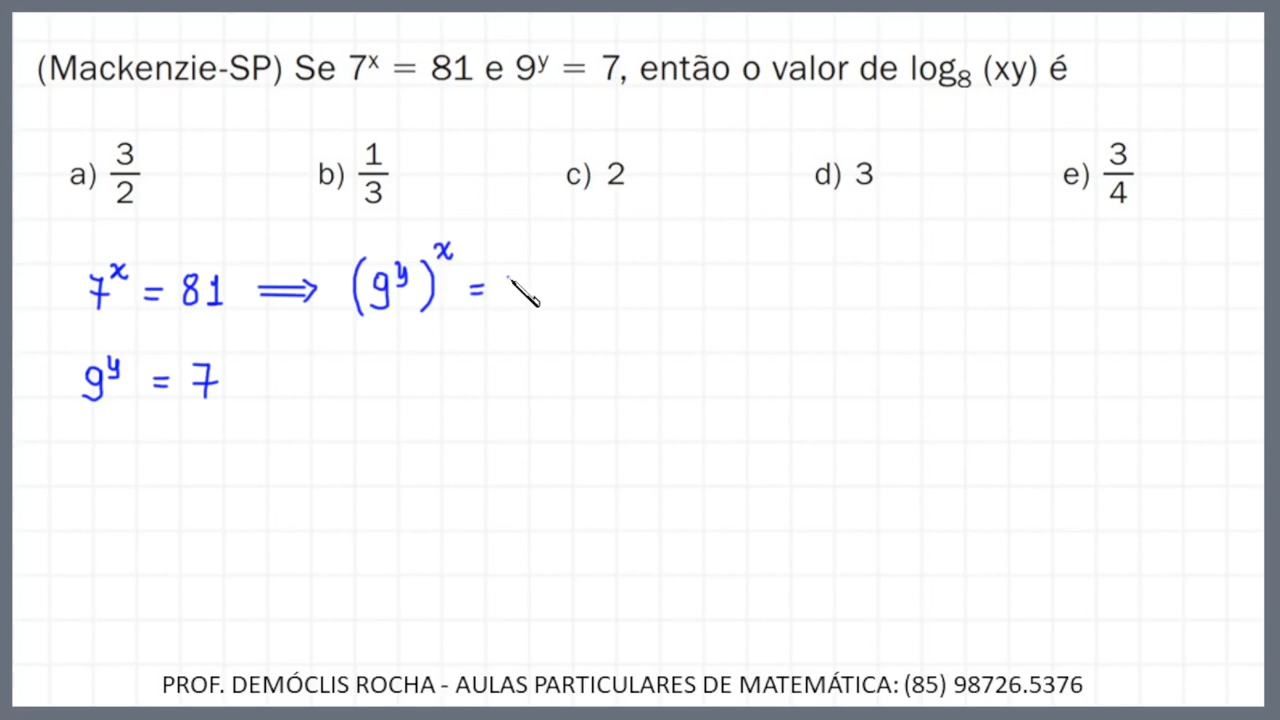 (Mackenzie-SP) Se 7ˣ = 81 e 9ʸ = 7, então o valor de log₈ (xy) é
a) 3/2 b) 1/3 c) 2 d) 3 e) 3/4
7ˣ = 81 ⟹ (9ʸ)ˣ =
9ʸ = 7
PROF. DEMÓCLIS ROCHA - AULAS PARTICULARES DE MATEMÁTICA: (85) 98726.5376